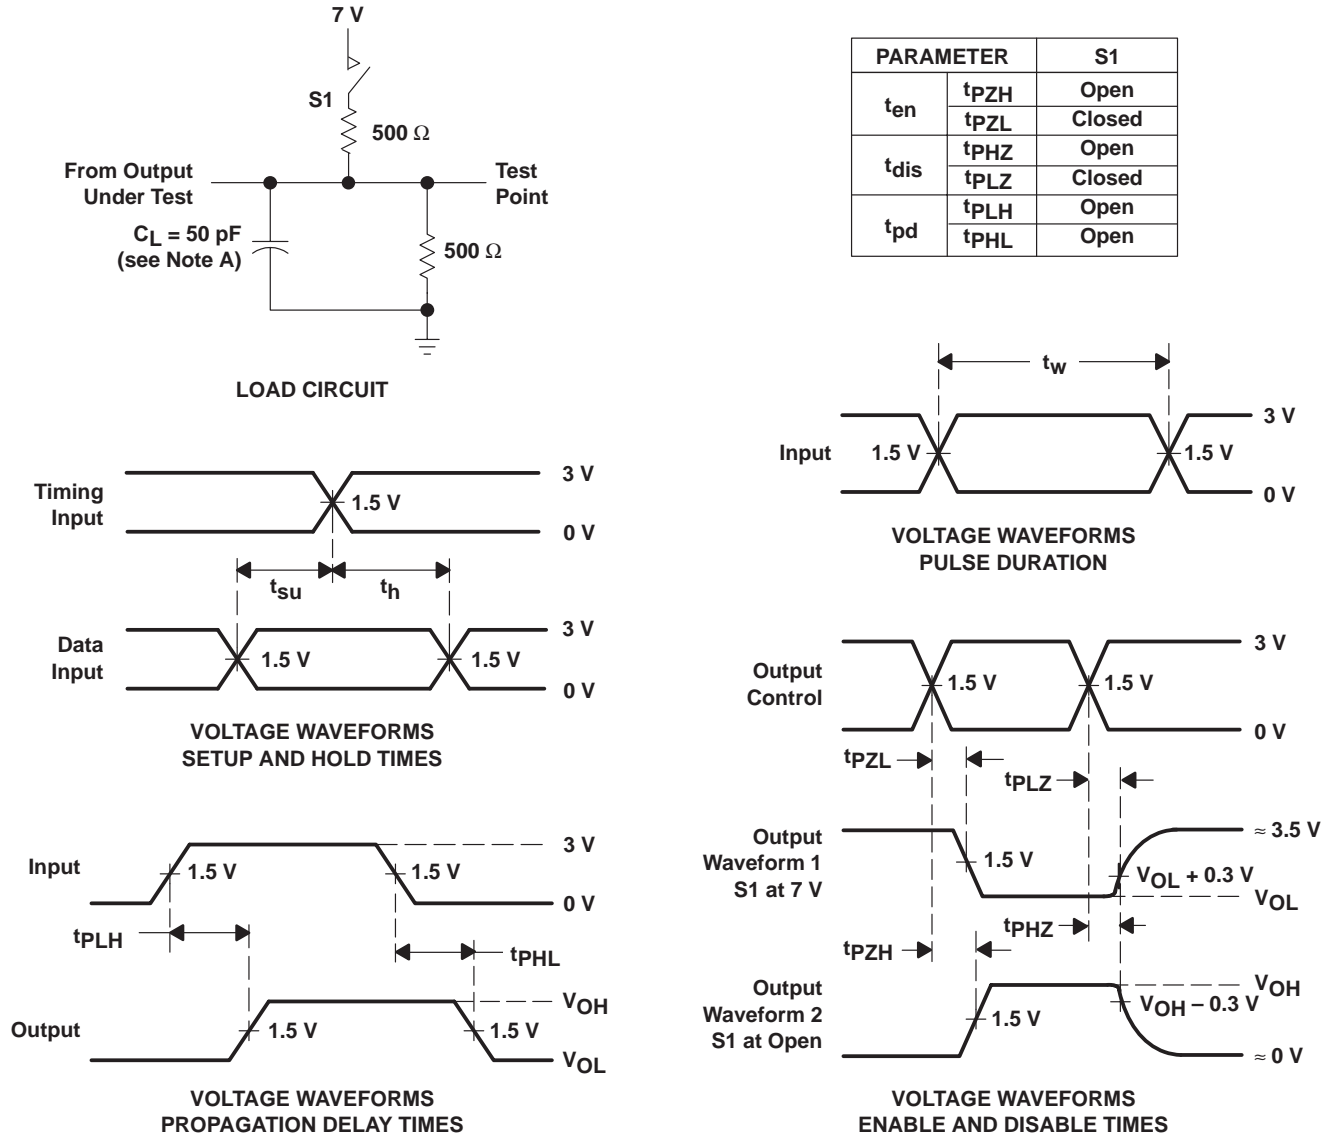 7 V
S1
500 Ω
From Output
Under Test
Test
Point
CL = 50 pF
(see Note A)
500 Ω
LOAD CIRCUIT
PARAMETER S1
ten tPZH Open
tPZL Closed
tdis tPHZ Open
tPLZ Closed
tpd tPLH Open
tPHL Open
tw
3 V
Input 1.5 V 1.5 V
0 V
VOLTAGE WAVEFORMS
PULSE DURATION
Timing
Input
3 V
1.5 V
0 V
tsu th
Data
Input
3 V
1.5 V 1.5 V
0 V
VOLTAGE WAVEFORMS
SETUP AND HOLD TIMES
Input
3 V
1.5 V 1.5 V
0 V
tPLH
tPHL
Output
VOH
1.5 V 1.5 V
VOL
VOLTAGE WAVEFORMS
PROPAGATION DELAY TIMES
Output
Control
3 V
1.5 V 1.5 V
0 V
tPZL
tPLZ
Output
Waveform 1
S1 at 7 V
≈ 3.5 V
1.5 V
VOL + 0.3 V
VOL
tPHZ
tPZH
Output
Waveform 2
S1 at Open
VOH
VOH – 0.3 V
1.5 V
≈ 0 V
VOLTAGE WAVEFORMS
ENABLE AND DISABLE TIMES